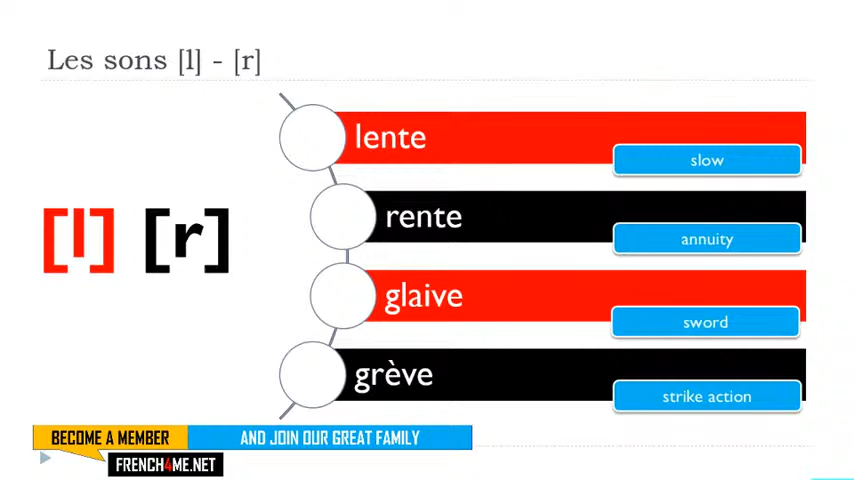 Les sons [l] - [r]
[l] [r]
lente
slow
rente
annuity
glaive
sword
grève
strike action
BECOME A MEMBER
AND JOIN OUR GREAT FAMILY
FRENCH4ME.NET